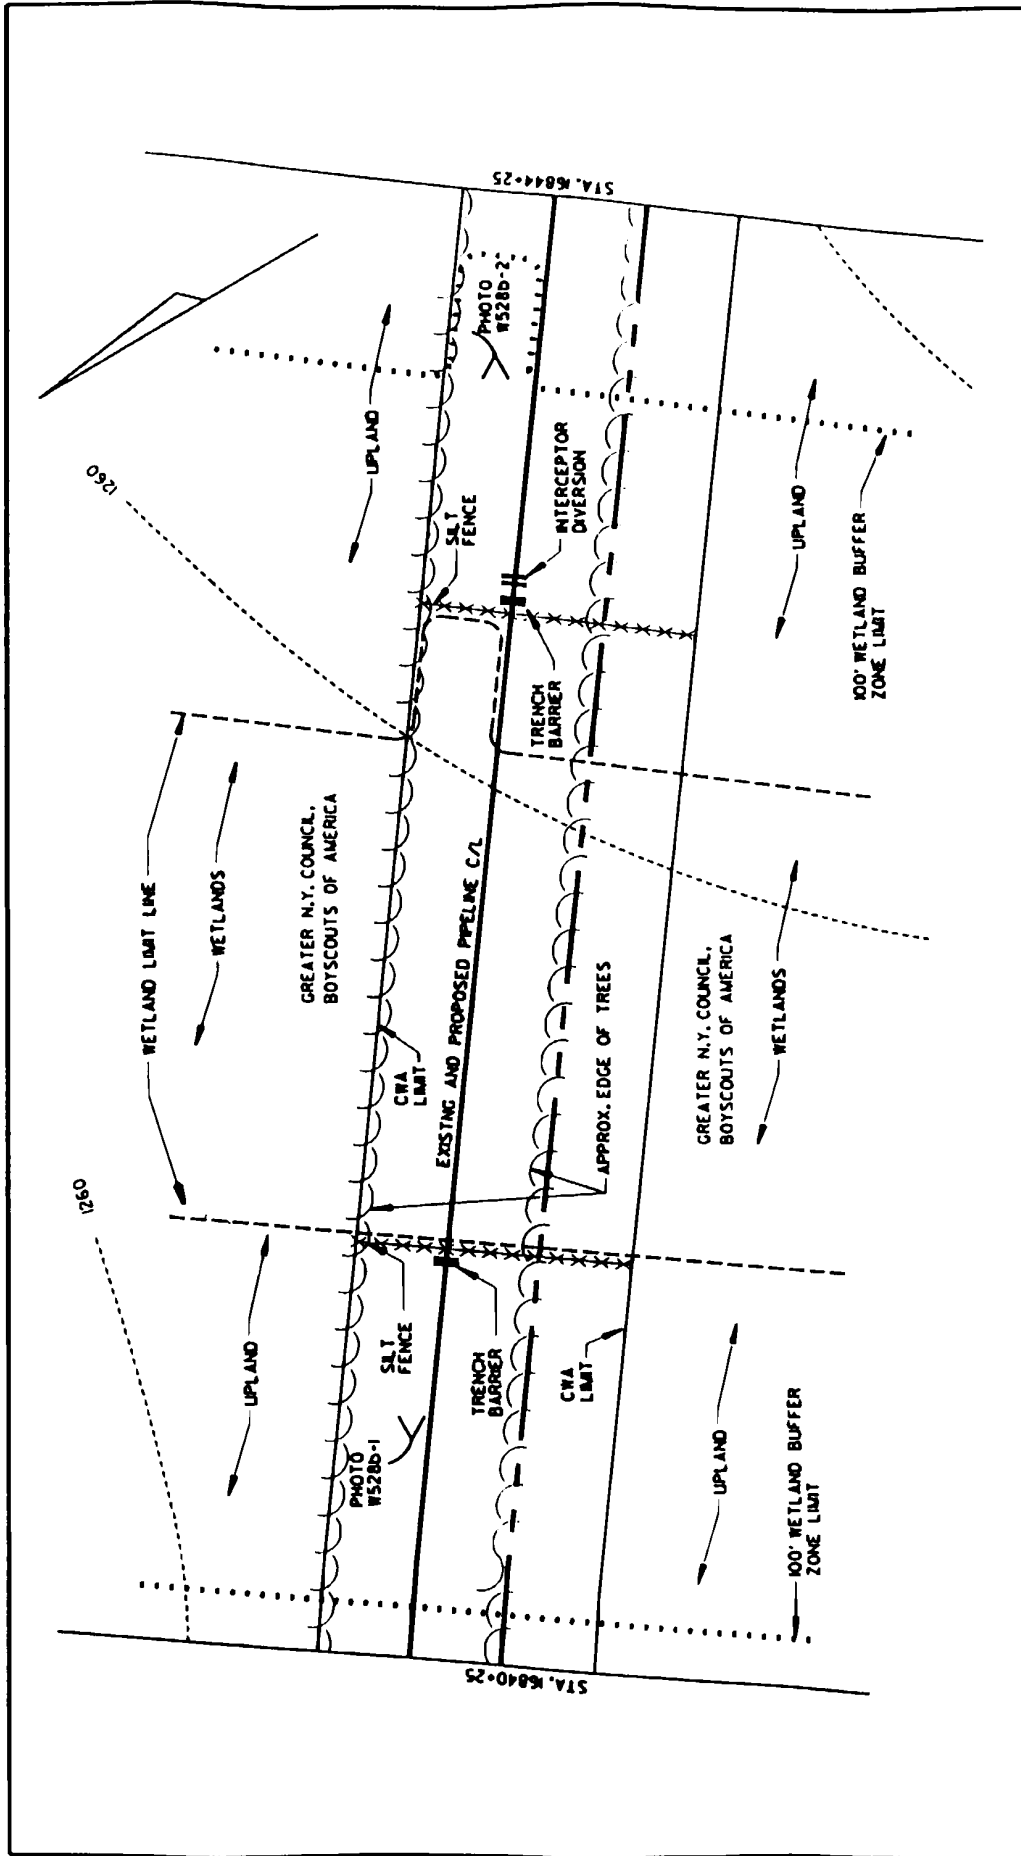 WETLAND LIMIT LINE
1260
1260
UPLAND
WETLANDS
UPLAND
GREATER N.Y. COUNCIL,
BOYSCOUTS OF AMERICA
PHOTO
W528b-1
SILT
FENCE
CWA
LIMIT
SILT
FENCE
PHOTO
W528b-2
STA. 16840+25
EXISTNG AND PROPOSED PIPELINE C/L
STA. 16844+25
TRENCH
BARRIER
TRENCH
BARRIER
INTERCEPTOR
DIVERSION
CWA
LIMIT
APPROX. EDGE OF TREES
GREATER N.Y. COUNCIL,
BOYSCOUTS OF AMERICA
UPLAND
WETLANDS
UPLAND
100' WETLAND BUFFER
ZONE LIMIT
100' WETLAND BUFFER
ZONE LIMIT